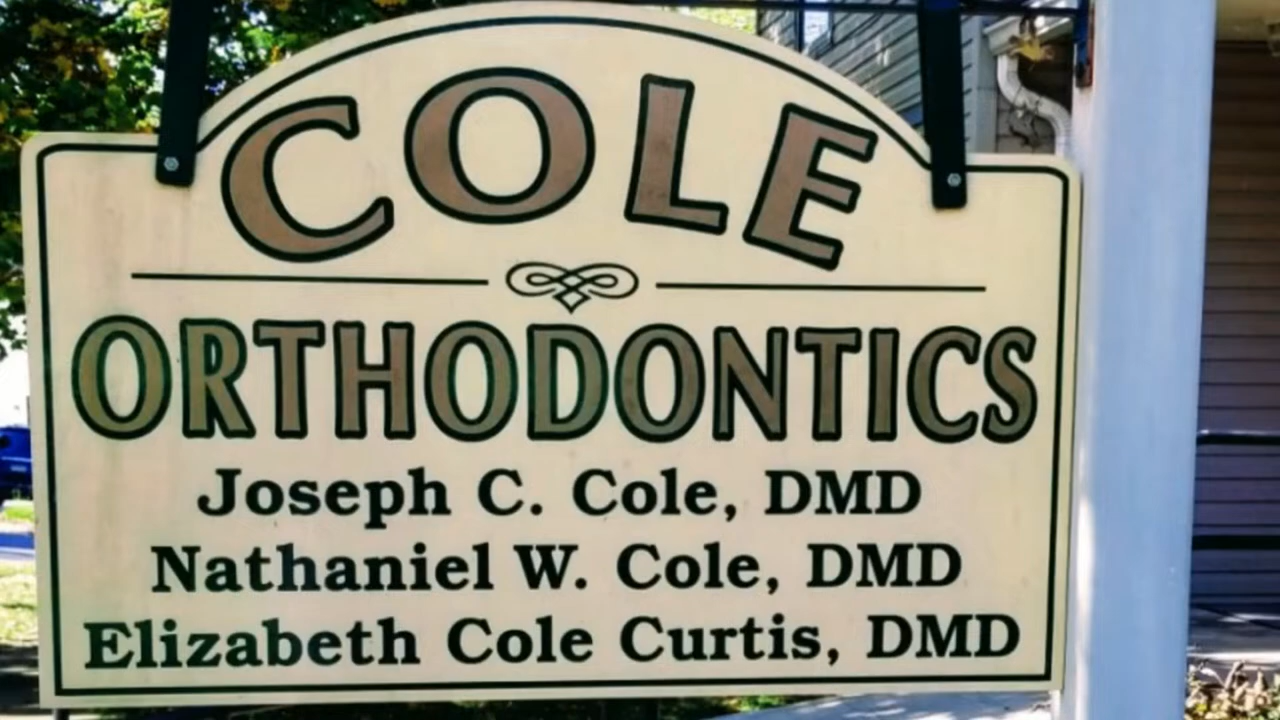 COLE
ORTHODONTICS
Joseph C. Cole, DMD
Nathaniel W. Cole, DMD
Elizabeth Cole Curtis, DMD